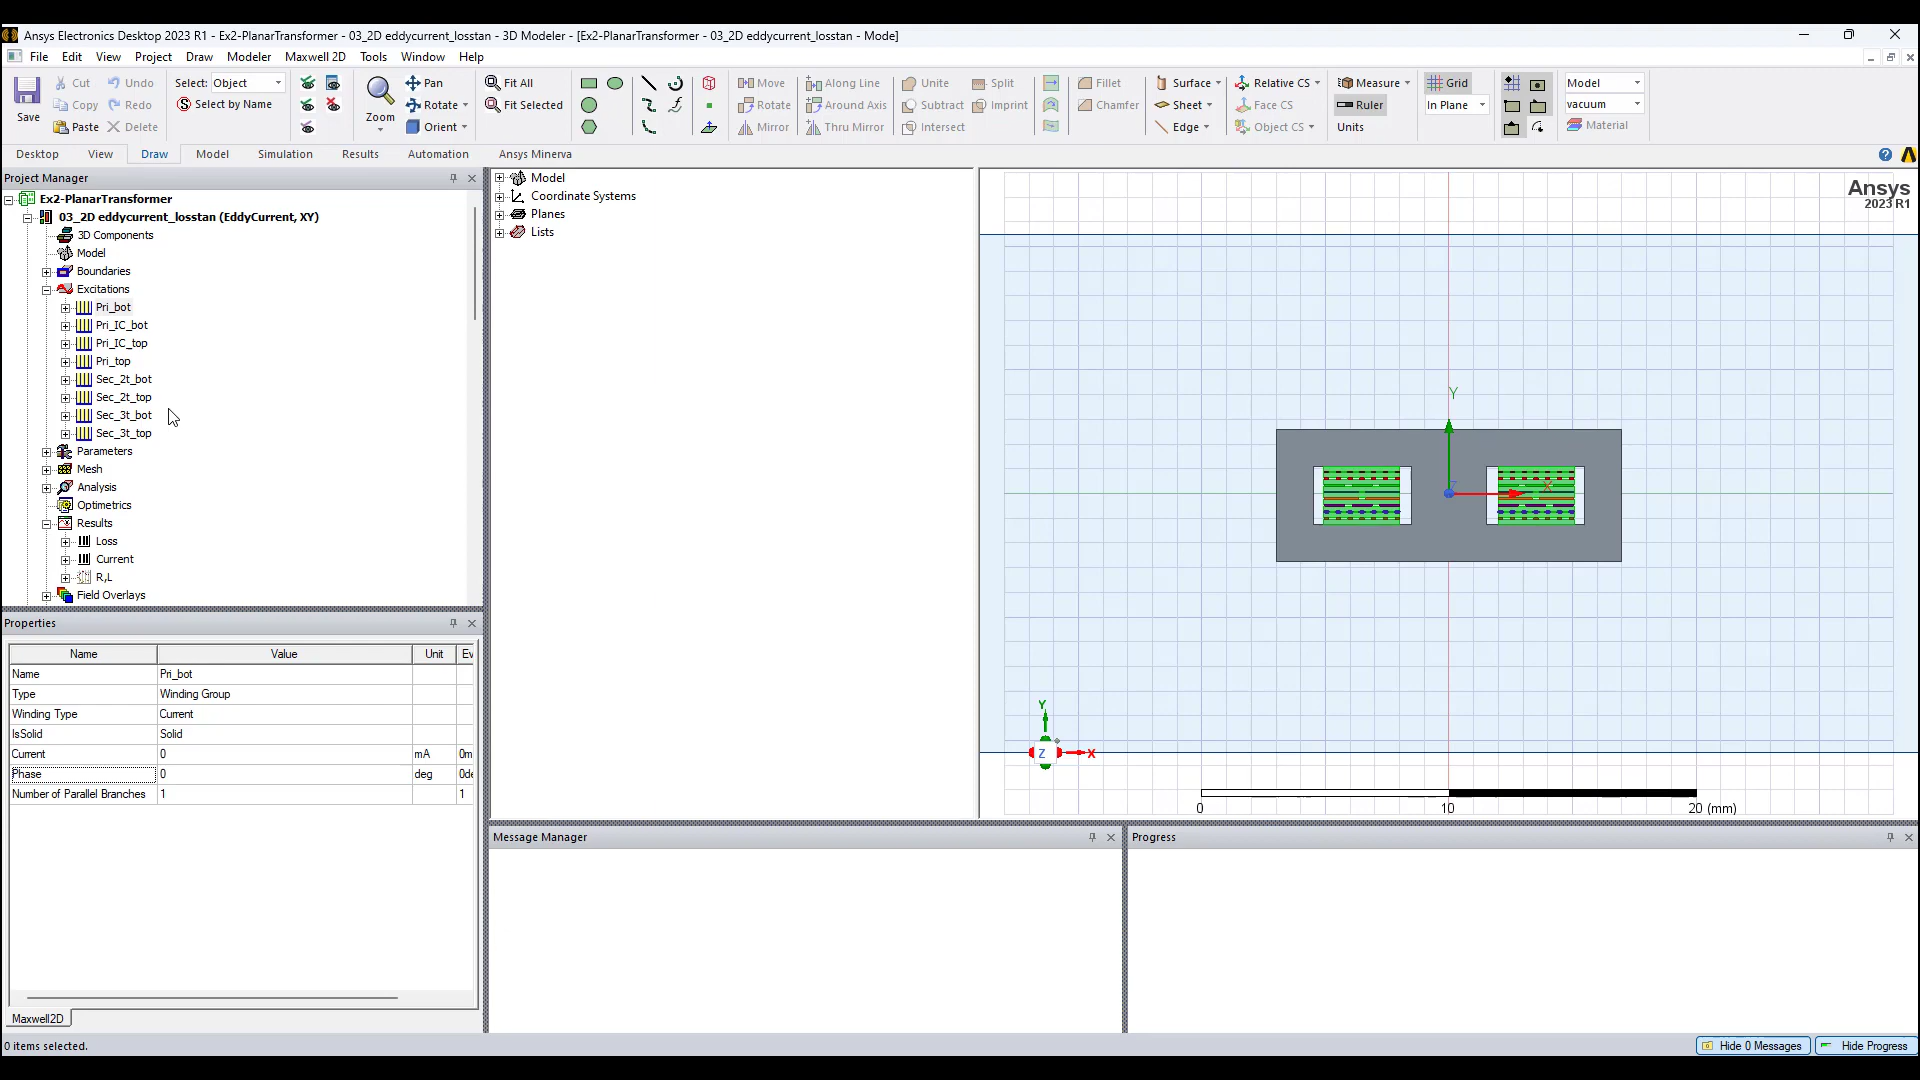 Ansys Electronics Desktop 2023 R1 - Ex2-PlanarTransformer - 03_2D eddycurrent_losstan - 3D Modeler - [Ex2-PlanarTransformer - 03_2D eddycurrent_losstan - Mode]
File Edit View Project Draw Modeler Maxwell 2D Tools Window Help
Save
Cut
Copy
Paste
Undo
Redo
Delete
Select: Object
Select by Name
Zoom
Pan
Rotate
Orient
Fit All
Fit Selected
Move
Rotate
Mirror
Along Line
Around Axis
Thru Mirror
Unite
Subtract
Intersect
Split
Imprint
Fillet
Chamfer
Surface
Sheet
Edge
Relative CS
Face CS
Object CS
Measure
Ruler
Units
Grid
In Plane
Model
vacuum
Material
Desktop View Draw Model Simulation Results Automation Ansys Minerva
Project Manager
Ex2-PlanarTransformer
03_2D eddycurrent_losstan (EddyCurrent, XY)
3D Components
Model
Boundaries
Excitations
Pri_bot
Pri_IC_bot
Pri_IC_top
Pri_top
Sec_2t_bot
Sec_2t_top
Sec_3t_bot
Sec_3t_top
Parameters
Mesh
Analysis
Optimetrics
Results
Loss
Current
R,L
Field Overlays
Properties
Name Value Unit Ev
Name Pri_bot
Type Winding Group
Winding Type Current
IsSolid Solid
Current 0 mA 0m
Phase 0 deg 0de
Number of Parallel Branches 1 1
Maxwell2D
0 items selected.
Model
Coordinate Systems
Planes
Lists
Ansys
2023 R1
Y
X
Z
Y
Z
X
0 10 20 (mm)
Message Manager
Progress
Hide 0 Messages
Hide Progress